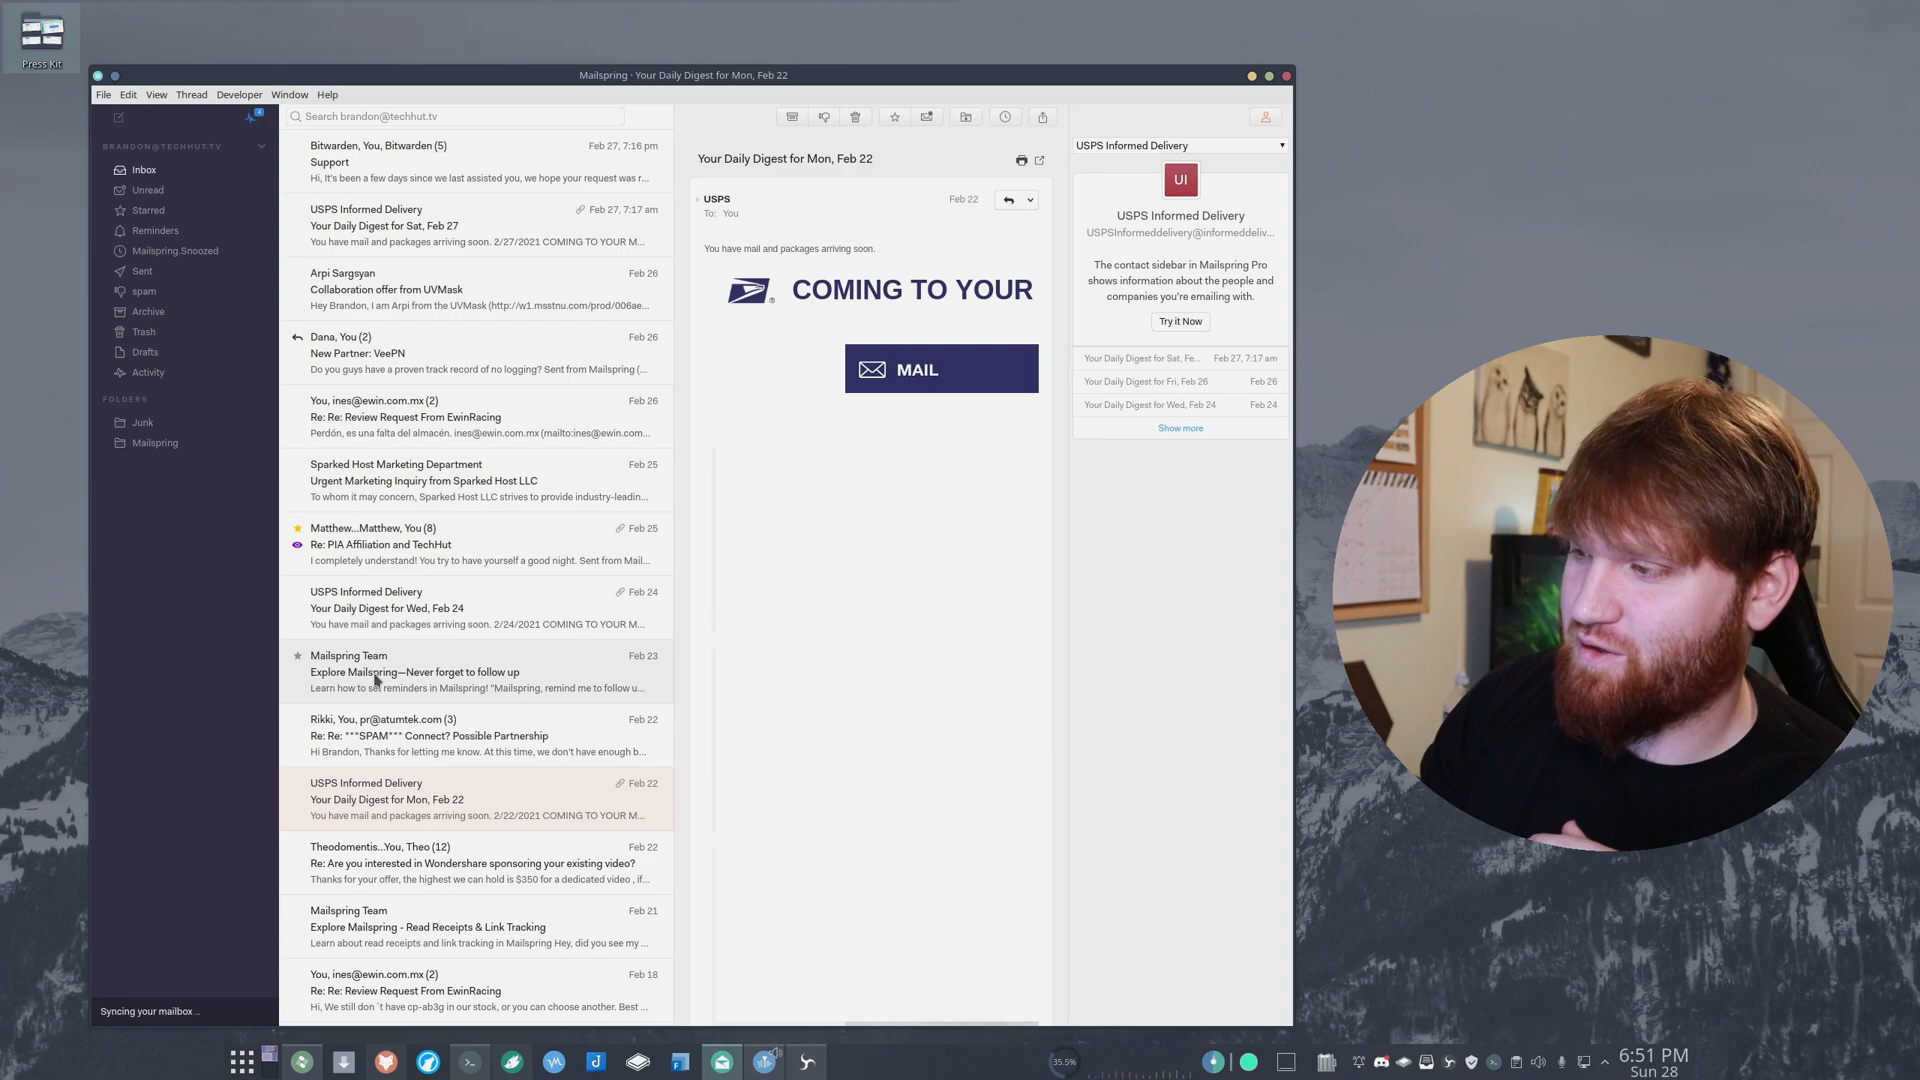 Press Kit
Mailspring · Your Daily Digest for Mon, Feb 22
File Edit View Thread Developer Window Help
BRANDON@TECHHUT.TV
Inbox
Unread
Starred
Reminders
Mailspring.Snoozed
Sent
spam
Archive
Trash
Drafts
Activity
FOLDERS
Junk
Mailspring
Syncing your mailbox...
Search brandon@techhut.tv
Bitwarden, You, Bitwarden (5) Feb 27, 7:16 pm
Support
Hi, It's been a few days since we last assisted you, we hope your request was r...
USPS Informed Delivery Feb 27, 7:17 am
Your Daily Digest for Sat, Feb 27
You have mail and packages arriving soon. 2/27/2021 COMING TO YOUR M...
Arpi Sargsyan Feb 26
Collaboration offer from UVMask
Hey Brandon, I am Arpi from the UVMask (http://w1.msstnu.com/prod/006ae...
Dana, You (2) Feb 26
New Partner: VeePN
Do you guys have a proven track record of no logging? Sent from Mailspring (...
You, ines@ewin.com.mx (2) Feb 26
Re: Re: Review Request From EwinRacing
Perdón, es una falta del almacén. ines@ewin.com.mx (mailto:ines@ewin.com...
Sparked Host Marketing Department Feb 25
Urgent Marketing Inquiry from Sparked Host LLC
To whom it may concern, Sparked Host LLC strives to provide industry-leadin...
Matthew...Matthew, You (8) Feb 25
Re: PIA Affiliation and TechHut
I completely understand! You try to have yourself a good night. Sent from Mail...
USPS Informed Delivery Feb 24
Your Daily Digest for Wed, Feb 24
You have mail and packages arriving soon. 2/24/2021 COMING TO YOUR M...
Mailspring Team Feb 23
Explore Mailspring—Never forget to follow up
Learn how to set reminders in Mailspring! "Mailspring, remind me to follow u...
Rikki, You, pr@atumtek.com (3) Feb 22
Re: Re: ***SPAM*** Connect? Possible Partnership
Hi Brandon, Thanks for letting me know. At this time, we don't have enough b...
USPS Informed Delivery Feb 22
Your Daily Digest for Mon, Feb 22
You have mail and packages arriving soon. 2/22/2021 COMING TO YOUR M...
Theodomentis...You, Theo (12) Feb 22
Re: Are you interested in Wondershare sponsoring your existing video?
Thanks for your offer, the highest we can hold is $350 for a dedicated video , if...
Mailspring Team Feb 21
Explore Mailspring - Read Receipts & Link Tracking
Learn about read receipts and link tracking in Mailspring Hey, did you see my ...
You, ines@ewin.com.mx (2) Feb 18
Re: Re: Review Request From EwinRacing
Hi, We still don´t have cp-ab3g in our stock, or you can choose another. Best ...
Your Daily Digest for Mon, Feb 22
USPS Feb 22
To: You
You have mail and packages arriving soon.
COMING TO YOUR
MAIL
USPS Informed Delivery
UI
USPS Informed Delivery
USPSInformeddelivery@informeddeliv...
The contact sidebar in Mailspring Pro
shows information about the people and
companies you're emailing with.
Try it Now
Your Daily Digest for Sat, Fe... Feb 27, 7:17 am
Your Daily Digest for Fri, Feb 26 Feb 26
Your Daily Digest for Wed, Feb 24 Feb 24
Show more
35.5%
6:51 PM
Sun 28